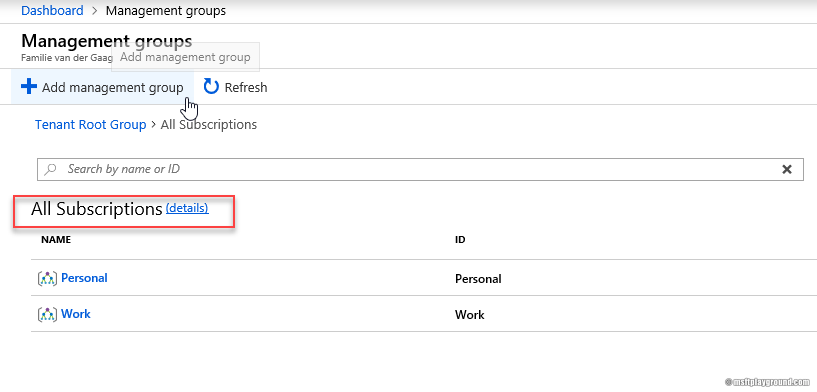 Dashboard > Management groups
Management groups
Familie van der Gaag
Add management group
Add management group Refresh
Tenant Root Group > All Subscriptions
Search by name or ID
All Subscriptions (details)
NAME ID
Personal Personal
Work Work
@ msftplayground.com